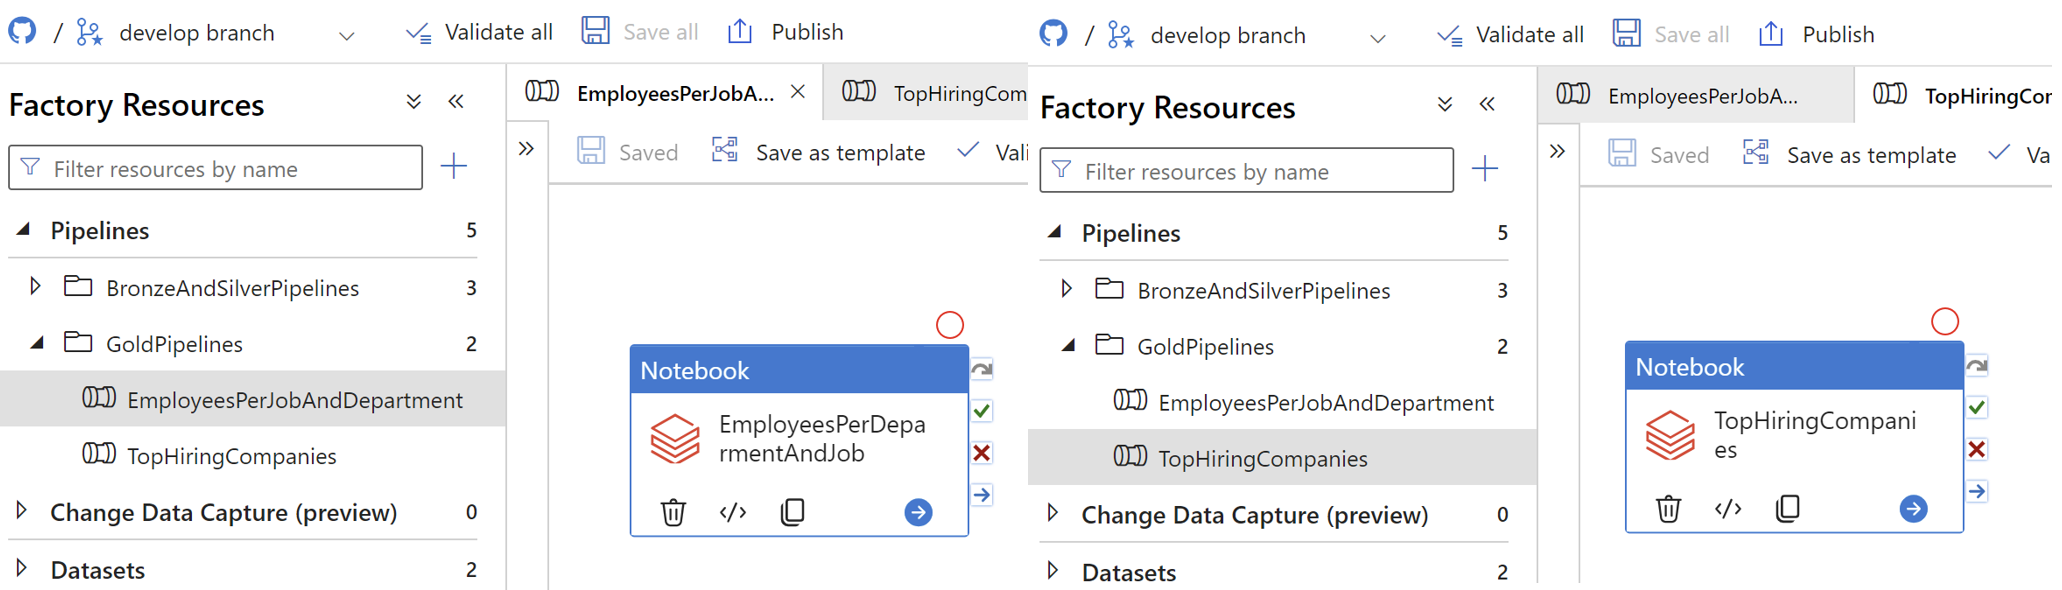 / develop branch Validate all Save all Publish
Factory Resources
EmployeesPerJobA... TopHiringCom
Filter resources by name
Saved Save as template Vali
Pipelines 5
BronzeAndSilverPipelines 3
GoldPipelines 2
EmployeesPerJobAndDepartment
TopHiringCompanies
Change Data Capture (preview) 0
Datasets 2
Notebook
EmployeesPerDepa
rmentAndJob
</>
/ develop branch Validate all Save all Publish
Factory Resources
EmployeesPerJobA... TopHiringCor
Filter resources by name
Saved Save as template Va
Pipelines 5
BronzeAndSilverPipelines 3
GoldPipelines 2
EmployeesPerJobAndDepartment
TopHiringCompanies
Change Data Capture (preview) 0
Datasets 2
Notebook
TopHiringCompani
es
</>